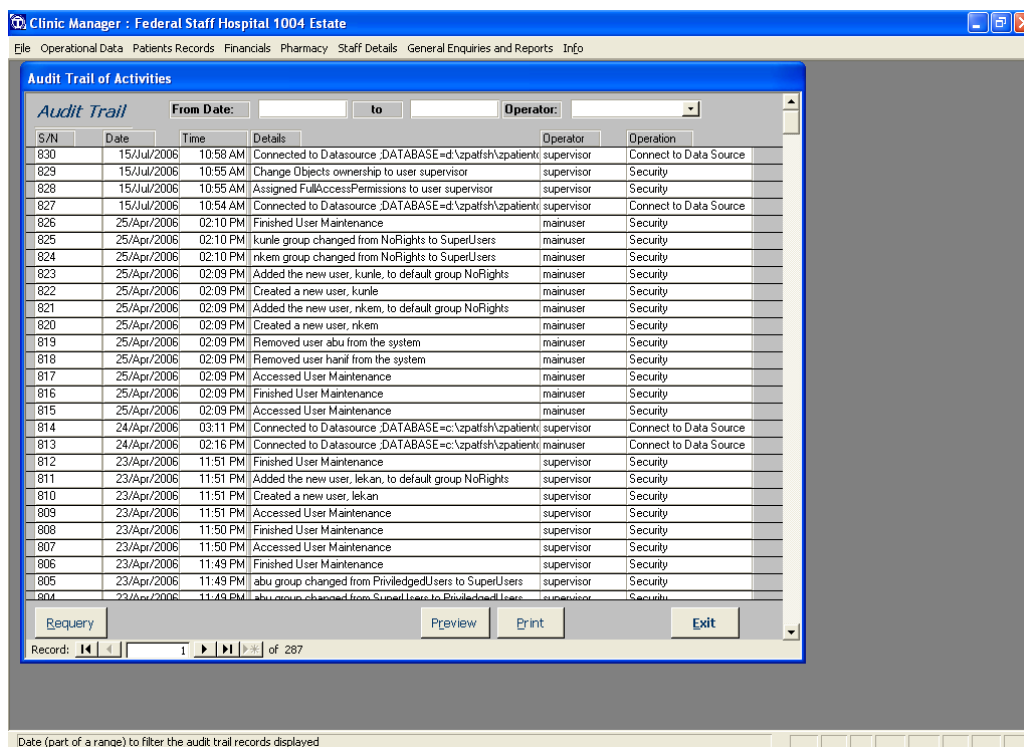 Clinic Manager : Federal Staff Hospital 1004 Estate
File Operational Data Patients Records Financials Pharmacy Staff Details General Enquiries and Reports Info
Audit Trail of Activities
Audit Trail From Date: to Operator:
S/N Date Time Details Operator Operation
830 15/Jul/2006 10:58 AM Connected to Datasource ;DATABASE=d:\zpatfsh\zpatient supervisor Connect to Data Source
829 15/Jul/2006 10:55 AM Change Objects ownership to user supervisor supervisor Security
828 15/Jul/2006 10:55 AM Assigned FullAccessPermissions to user supervisor supervisor Security
827 15/Jul/2006 10:54 AM Connected to Datasource ;DATABASE=d:\zpatfsh\zpatient supervisor Connect to Data Source
826 25/Apr/2006 02:10 PM Finished User Maintenance mainuser Security
825 25/Apr/2006 02:10 PM kunle group changed from NoRights to SuperUsers mainuser Security
824 25/Apr/2006 02:10 PM nkem group changed from NoRights to SuperUsers mainuser Security
823 25/Apr/2006 02:09 PM Added the new user, kunle, to default group NoRights mainuser Security
822 25/Apr/2006 02:09 PM Created a new user, kunle mainuser Security
821 25/Apr/2006 02:09 PM Added the new user, nkem, to default group NoRights mainuser Security
820 25/Apr/2006 02:09 PM Created a new user, nkem mainuser Security
819 25/Apr/2006 02:09 PM Removed user abu from the system mainuser Security
818 25/Apr/2006 02:09 PM Removed user hanif from the system mainuser Security
817 25/Apr/2006 02:09 PM Accessed User Maintenance mainuser Security
816 25/Apr/2006 02:09 PM Finished User Maintenance mainuser Security
815 25/Apr/2006 02:09 PM Accessed User Maintenance mainuser Security
814 24/Apr/2006 03:11 PM Connected to Datasource ;DATABASE=c:\zpatfsh\zpatient supervisor Connect to Data Source
813 24/Apr/2006 02:16 PM Connected to Datasource ;DATABASE=c:\zpatfsh\zpatient mainuser Connect to Data Source
812 23/Apr/2006 11:51 PM Finished User Maintenance supervisor Security
811 23/Apr/2006 11:51 PM Added the new user, lekan, to default group NoRights supervisor Security
810 23/Apr/2006 11:51 PM Created a new user, lekan supervisor Security
809 23/Apr/2006 11:51 PM Accessed User Maintenance supervisor Security
808 23/Apr/2006 11:50 PM Finished User Maintenance supervisor Security
807 23/Apr/2006 11:50 PM Accessed User Maintenance supervisor Security
806 23/Apr/2006 11:49 PM Finished User Maintenance supervisor Security
805 23/Apr/2006 11:49 PM abu group changed from PriviledgedUsers to SuperUsers supervisor Security
804 23/Apr/2006 11:49 PM abu group changed from SuperUsers to PriviledgedUsers supervisor Security
Requery Preview Print Exit
Record: 1 of 287
Date (part of a range) to filter the audit trail records displayed